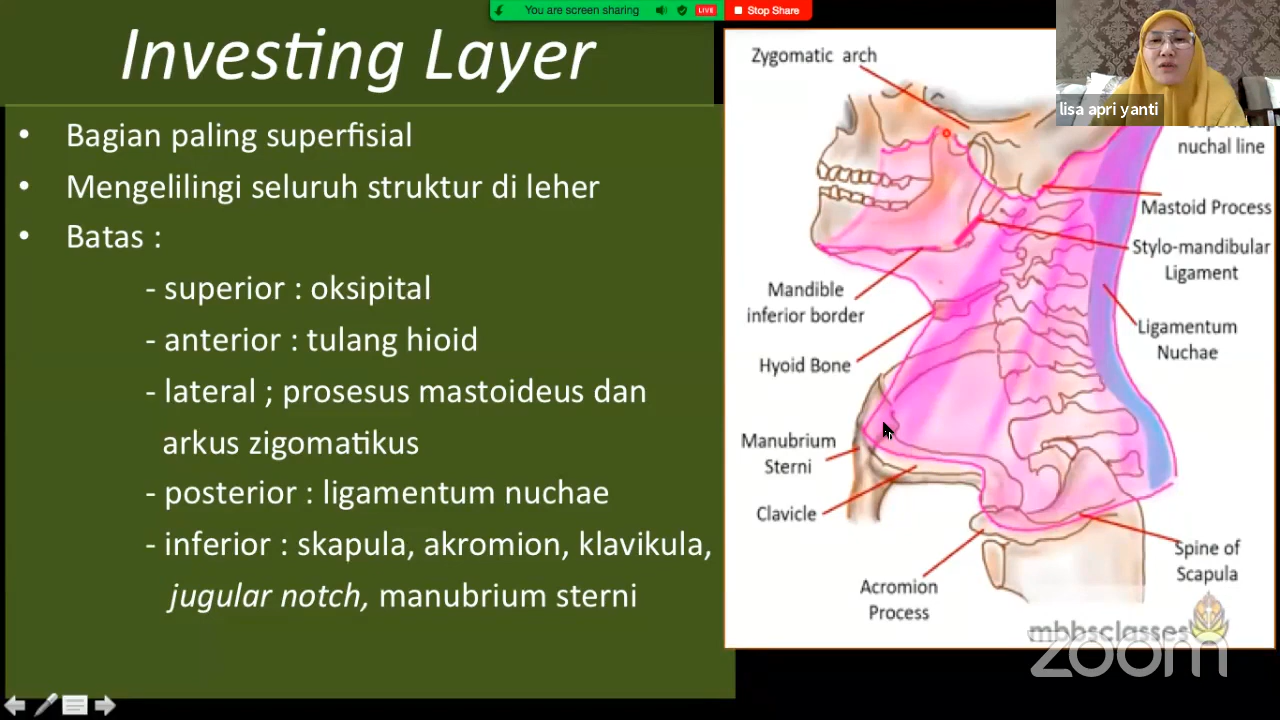 You are screen sharing
LIVE
Stop Share
Investing Layer
• Bagian paling superfisial
• Mengelilingi seluruh struktur di leher
• Batas :
- superior : oksipital
- anterior : tulang hioid
- lateral ; prosesus mastoideus dan
arkus zigomatikus
- posterior : ligamentum nuchae
- inferior : skapula, akromion, klavikula,
jugular notch, manubrium sterni
lisa apri yanti
Zygomatic arch
nuchal line
Mastoid Process
Stylo-mandibular
Ligament
Mandible
inferior border
Ligamentum
Nuchae
Hyoid Bone
Manubrium
Sterni
Clavicle
Spine of
Scapula
Acromion
Process
mbbsclasses
zoom